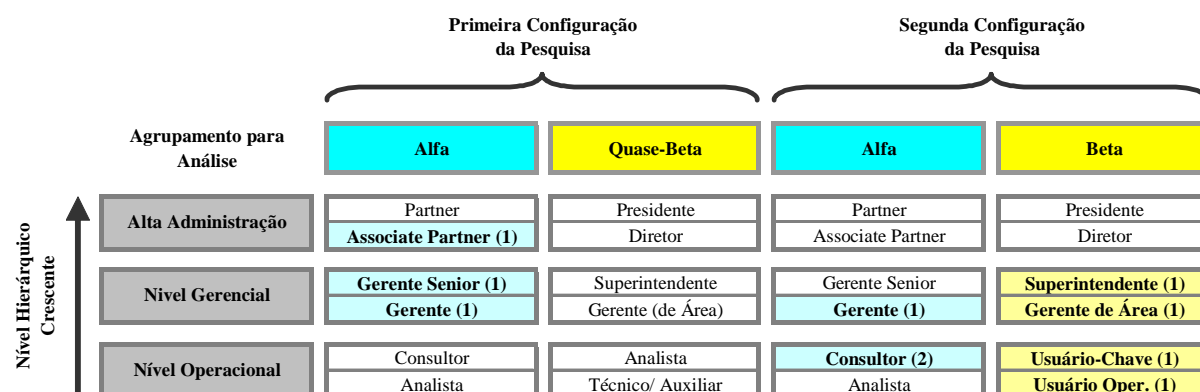 Primeira Configuração
da Pesquisa
Segunda Configuração
da Pesquisa
Agrupamento para
Análise
Alfa
Quase-Beta
Alfa
Beta
Nível Hierárquico
Crescente
Alta Administração
Partner
Presidente
Partner
Presidente
Associate Partner (1)
Diretor
Associate Partner
Diretor
Nivel Gerencial
Gerente Senior (1)
Superintendente
Gerente Senior
Superintendente (1)
Gerente (1)
Gerente (de Área)
Gerente (1)
Gerente de Área (1)
Nível Operacional
Consultor
Analista
Consultor (2)
Usuário-Chave (1)
Analista
Técnico/ Auxiliar
Analista
Usuário Oper. (1)